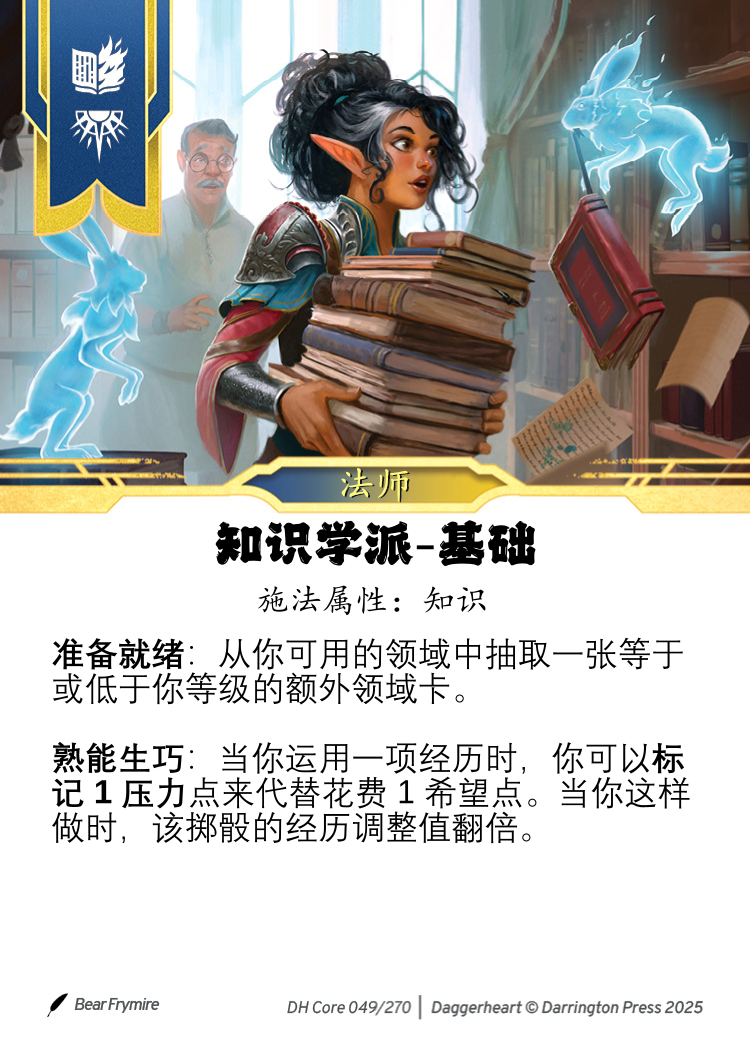 法师
知识学派-基础
施法属性：知识
准备就绪：从你可用的领域中抽取一张等于
或低于你等级的额外领域卡。
熟能生巧：当你运用一项经历时，你可以标
记 1 压力点来代替花费 1 希望点。当你这样
做时，该掷骰的经历调整值翻倍。
Bear Frymire
DH Core 049/270 | Daggerheart © Darrington Press 2025